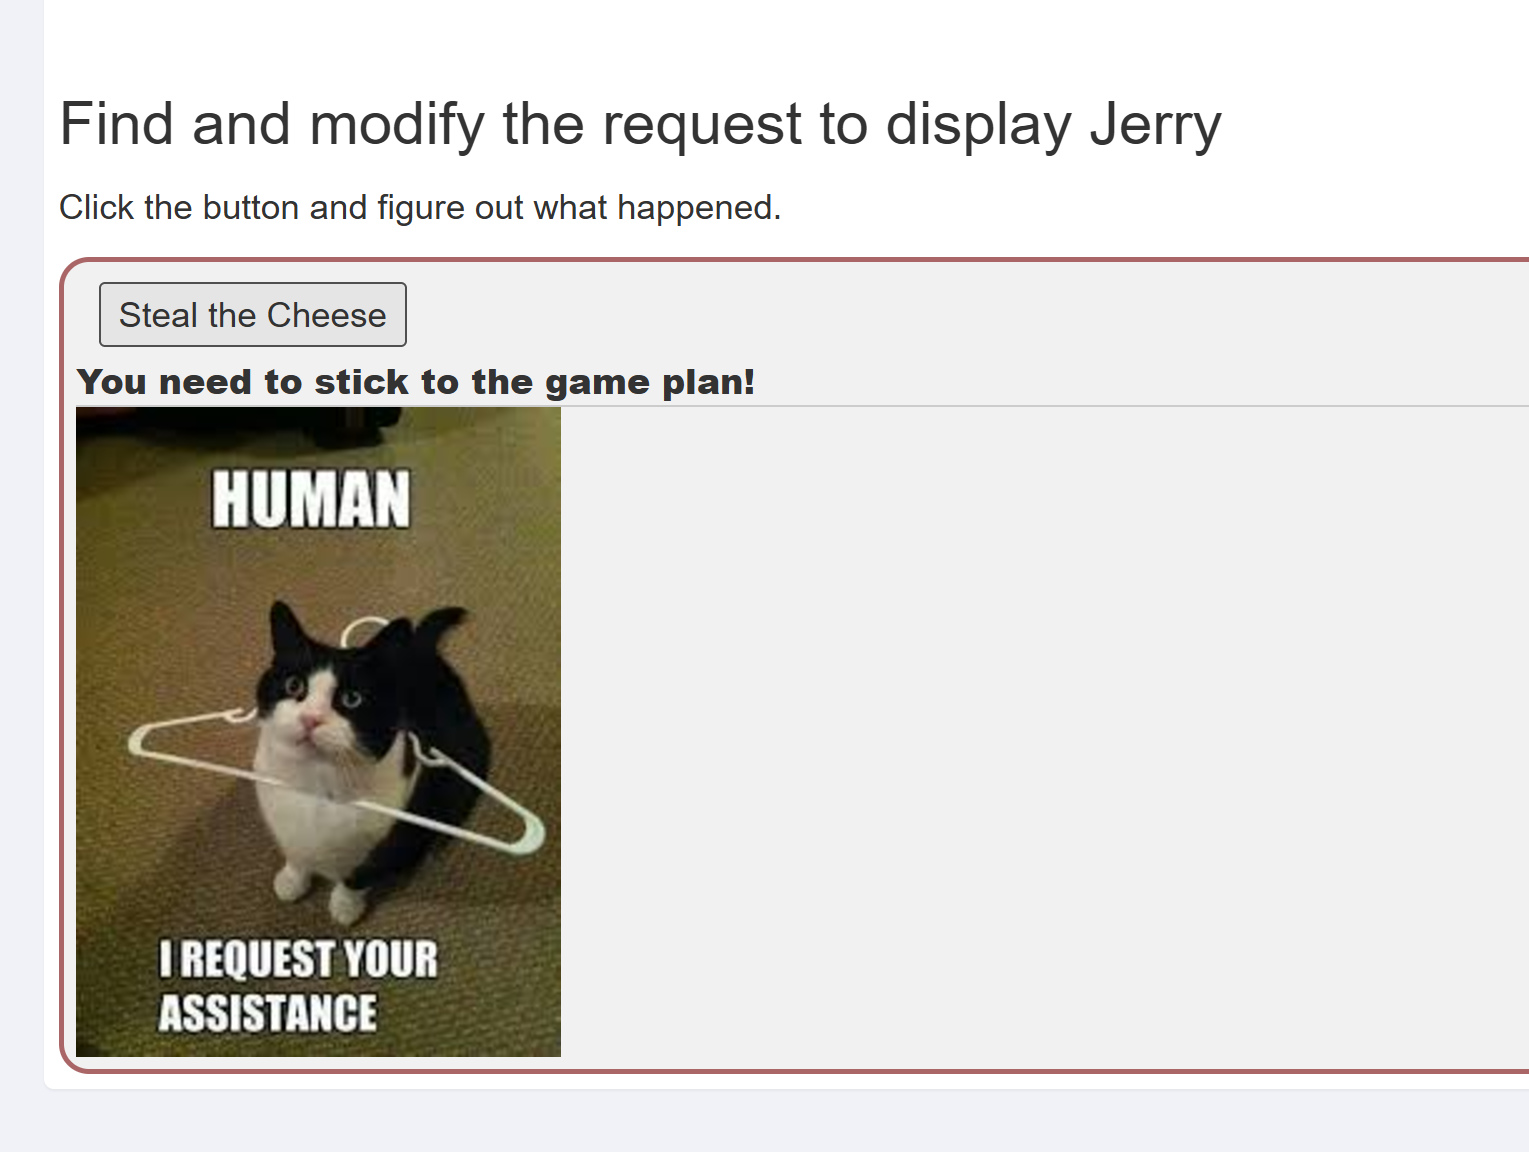 Find and modify the request to display Jerry
Click the button and figure out what happened.
Steal the Cheese
You need to stick to the game plan!
HUMAN
I REQUEST YOUR
ASSISTANCE